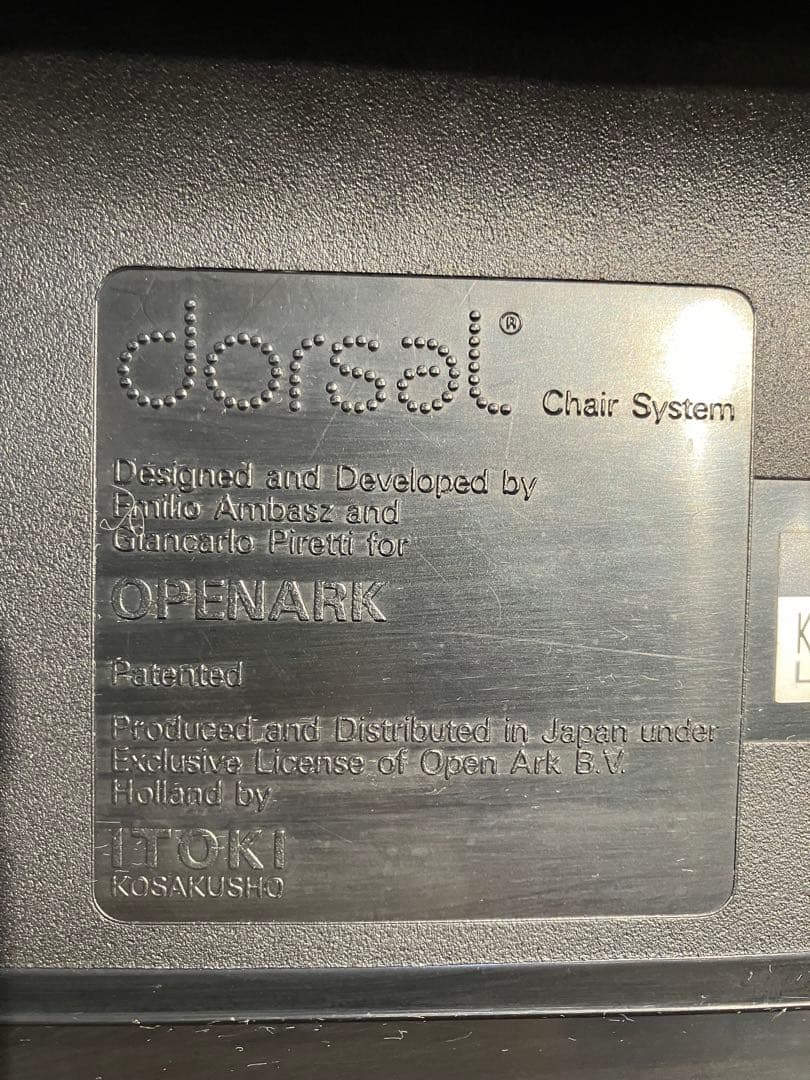 dorsal® Chair System
Designed and Developed by
Emilio Ambasz and
Giancarlo Piretti for
OPENARK
Patented
Produced and Distributed in Japan under
Exclusive License of Open Ark B.V.
Holland by
ITOKI
KOSAKUSHO
K